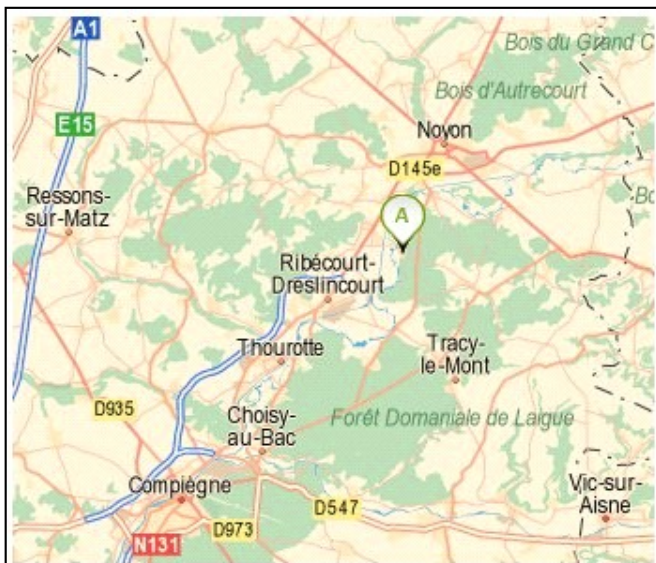 A1
Bois du Grand C
Bois d'Autrecourt
E15
Noyon
D145e
Ressons-
sur-Matz
Bo
A
Ribécourt-
Dreslincourt
Thourotte
Tracy-
le-Mont
D935
Choisy-
au-Bac
Forêt Domaniale de Laigue
Compiègne
Vic-sur-
Aisne
D547
D973
N131